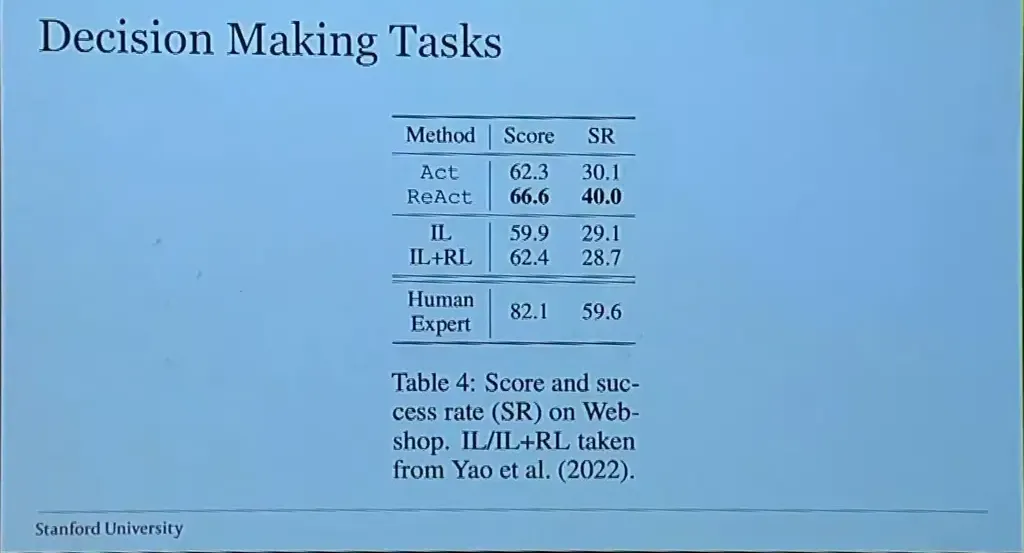 Decision Making Tasks
Method Score SR
Act 62.3 30.1
ReAct 66.6 40.0
IL 59.9 29.1
IL+RL 62.4 28.7
Human
Expert 82.1 59.6
Table 4: Score and suc-
cess rate (SR) on Web-
shop. IL/IL+RL taken
from Yao et al. (2022).
Stanford University